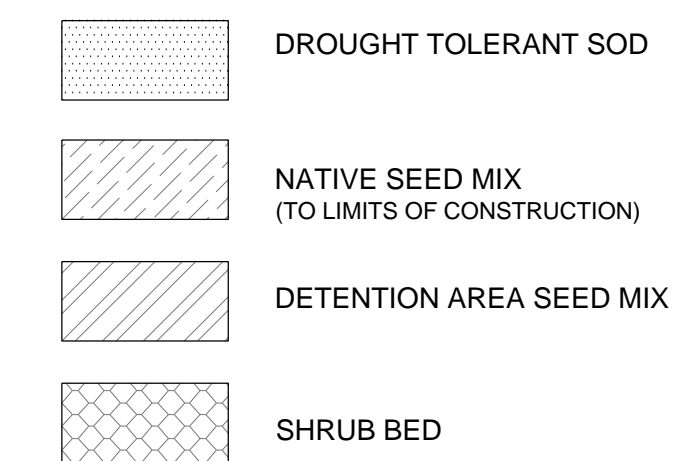 DROUGHT TOLERANT SOD
NATIVE SEED MIX
(TO LIMITS OF CONSTRUCTION)
DETENTION AREA SEED MIX
SHRUB BED